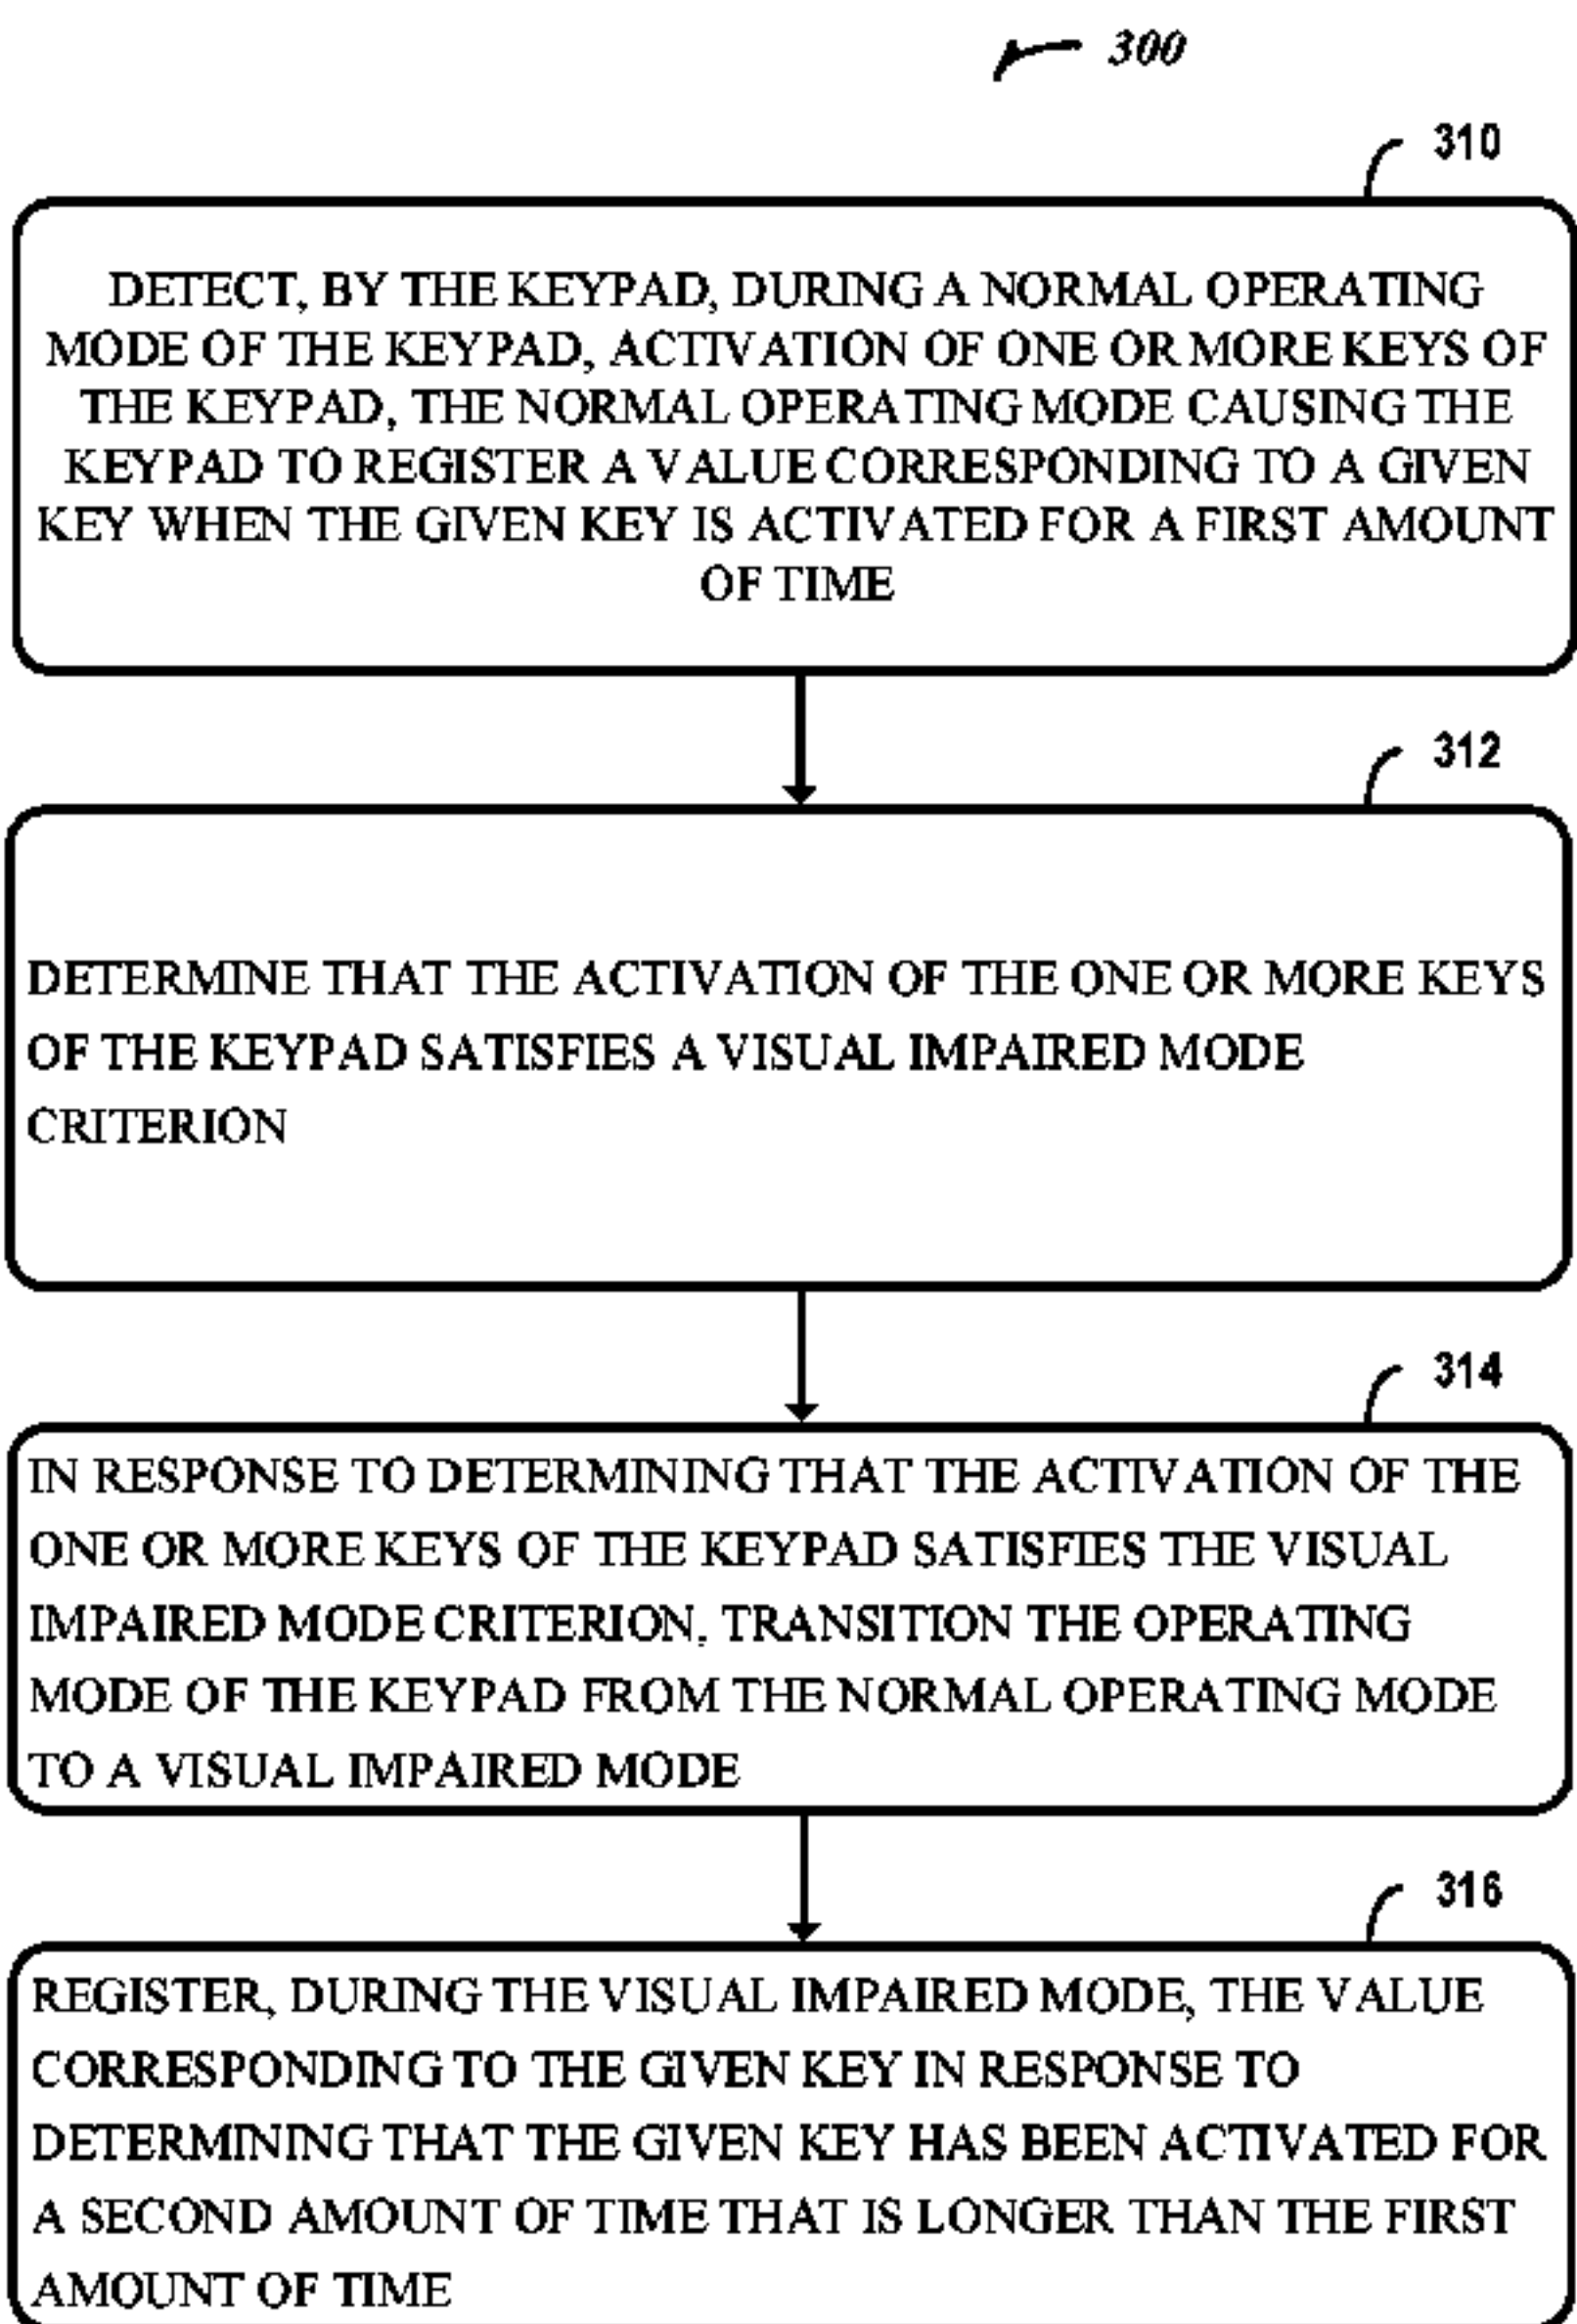 300
310
DETECT, BY THE KEYPAD, DURING A NORMAL OPERATING
MODE OF THE KEYPAD, ACTIVATION OF ONE OR MORE KEYS OF
THE KEYPAD, THE NORMAL OPERATING MODE CAUSING THE
KEYPAD TO REGISTER A VALUE CORRESPONDING TO A GIVEN
KEY WHEN THE GIVEN KEY IS ACTIVATED FOR A FIRST AMOUNT
OF TIME
312
DETERMINE THAT THE ACTIVATION OF THE ONE OR MORE KEYS
OF THE KEYPAD SATISFIES A VISUAL IMPAIRED MODE
CRITERION
314
IN RESPONSE TO DETERMINING THAT THE ACTIVATION OF THE
ONE OR MORE KEYS OF THE KEYPAD SATISFIES THE VISUAL
IMPAIRED MODE CRITERION, TRANSITION THE OPERATING
MODE OF THE KEYPAD FROM THE NORMAL OPERATING MODE
TO A VISUAL IMPAIRED MODE
316
REGISTER, DURING THE VISUAL IMPAIRED MODE, THE VALUE
CORRESPONDING TO THE GIVEN KEY IN RESPONSE TO
DETERMINING THAT THE GIVEN KEY HAS BEEN ACTIVATED FOR
A SECOND AMOUNT OF TIME THAT IS LONGER THAN THE FIRST
AMOUNT OF TIME